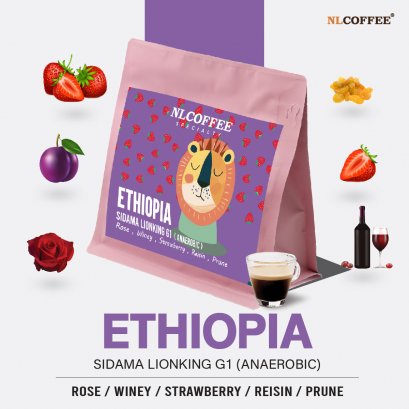 NLCOFFEE®
NLCOFFEE
SPECIALTY
ETHIOPIA
SIDAMA LIONKING G1 (ANAEROBIC)
Rose , Winey , Strawberry , Raisin , Prune
ETHIOPIA
SIDAMA LIONKING G1 (ANAEROBIC)
ROSE / WINEY / STRAWBERRY / REISIN / PRUNE